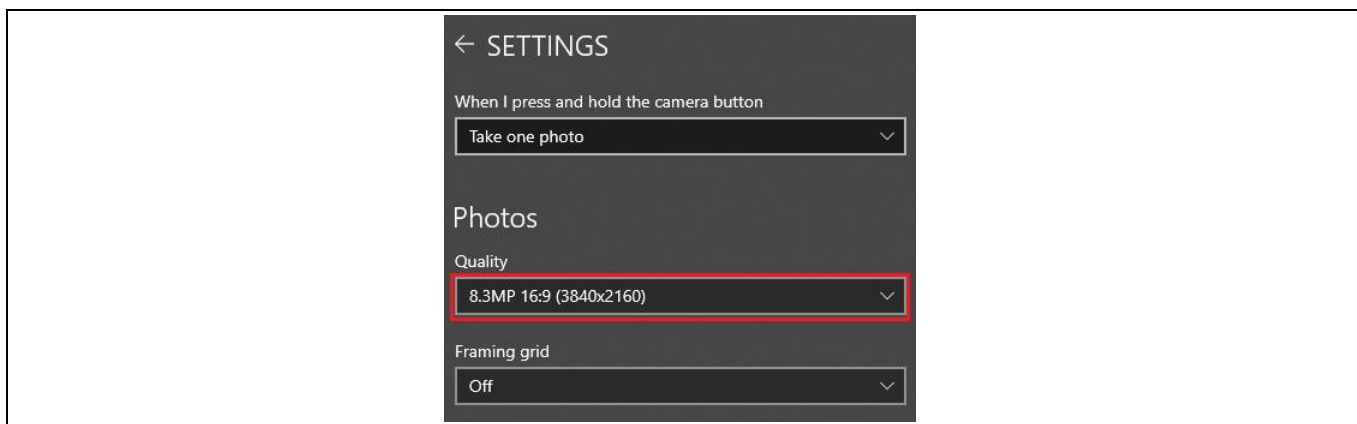 SETTINGS
When I press and hold the camera button
Take one photo
Photos
Quality
8.3MP 16:9 (3840x2160)
Framing grid
Off